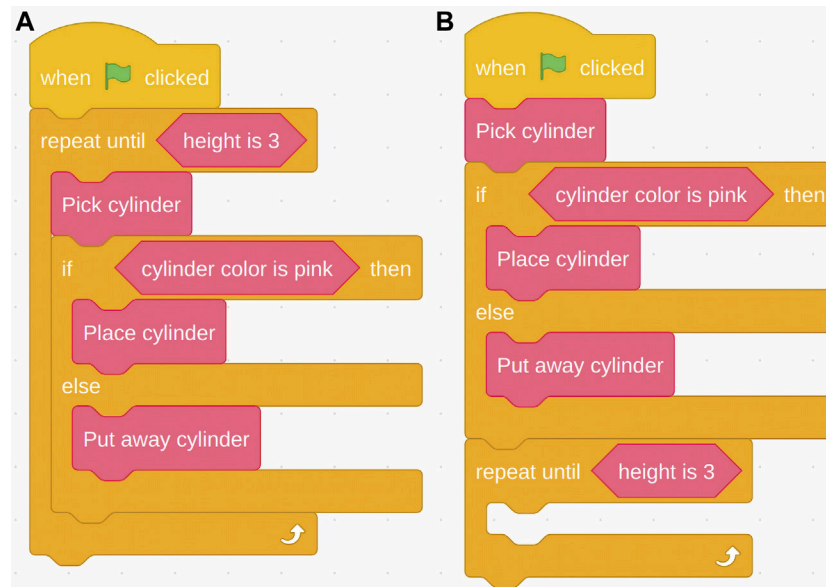 A
when clicked
repeat until height is 3
Pick cylinder
if cylinder color is pink then
Place cylinder
else
Put away cylinder
B
when clicked
Pick cylinder
if cylinder color is pink then
Place cylinder
else
Put away cylinder
repeat until height is 3